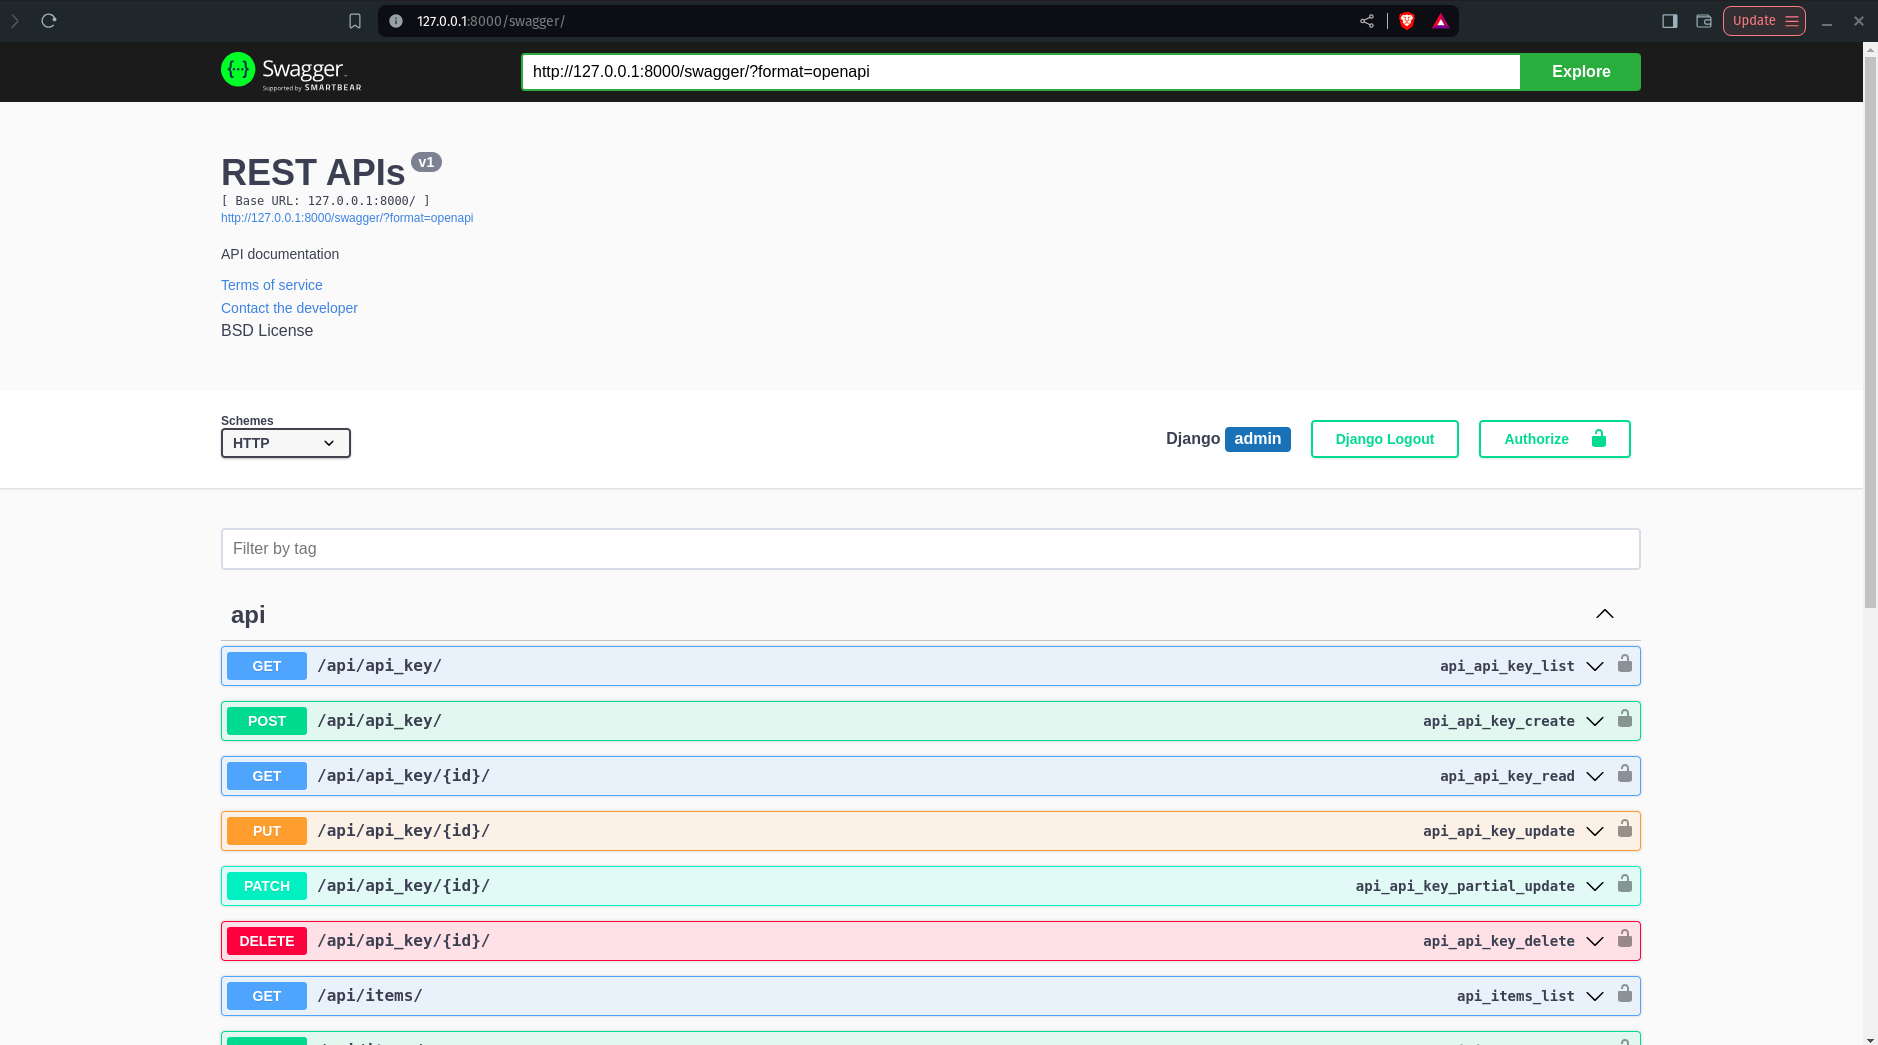 127.0.0.1:8000/swagger/
Update
Swagger
Supported by SMARTBEAR
http://127.0.0.1:8000/swagger/?format=openapi
Explore
REST APIs v1
[ Base URL: 127.0.0.1:8000/ ]
http://127.0.0.1:8000/swagger/?format=openapi
API documentation
Terms of service
Contact the developer
BSD License
Schemes
HTTP
Django admin
Django Logout
Authorize
Filter by tag
api
GET /api/api_key/ api_api_key_list
POST /api/api_key/ api_api_key_create
GET /api/api_key/{id}/ api_api_key_read
PUT /api/api_key/{id}/ api_api_key_update
PATCH /api/api_key/{id}/ api_api_key_partial_update
DELETE /api/api_key/{id}/ api_api_key_delete
GET /api/items/ api_items_list